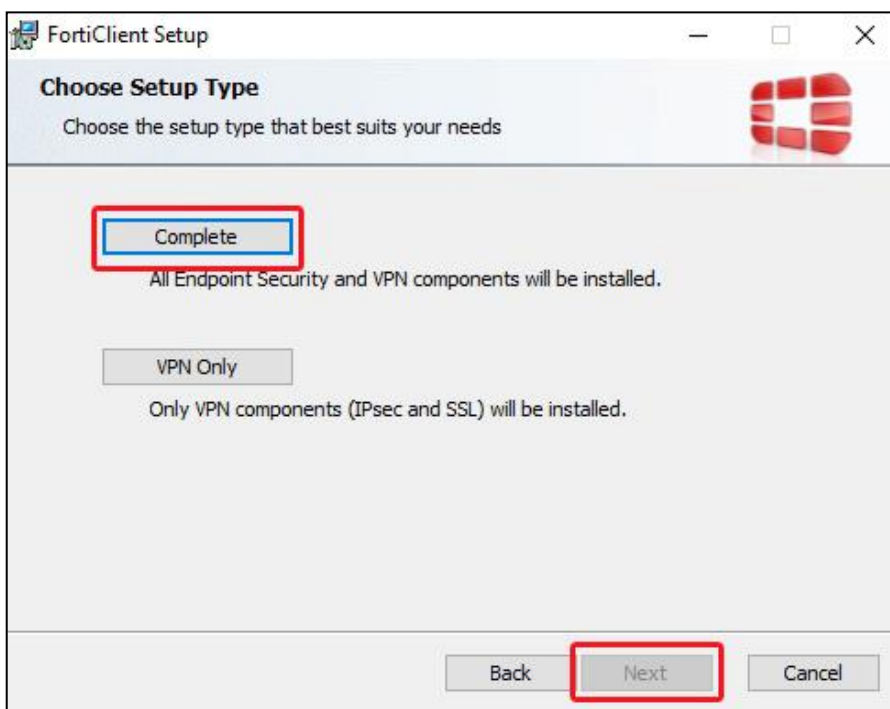 FortiClient Setup
Choose Setup Type
Choose the setup type that best suits your needs
Complete
All Endpoint Security and VPN components will be installed.
VPN Only
Only VPN components (IPsec and SSL) will be installed.
Back Next Cancel